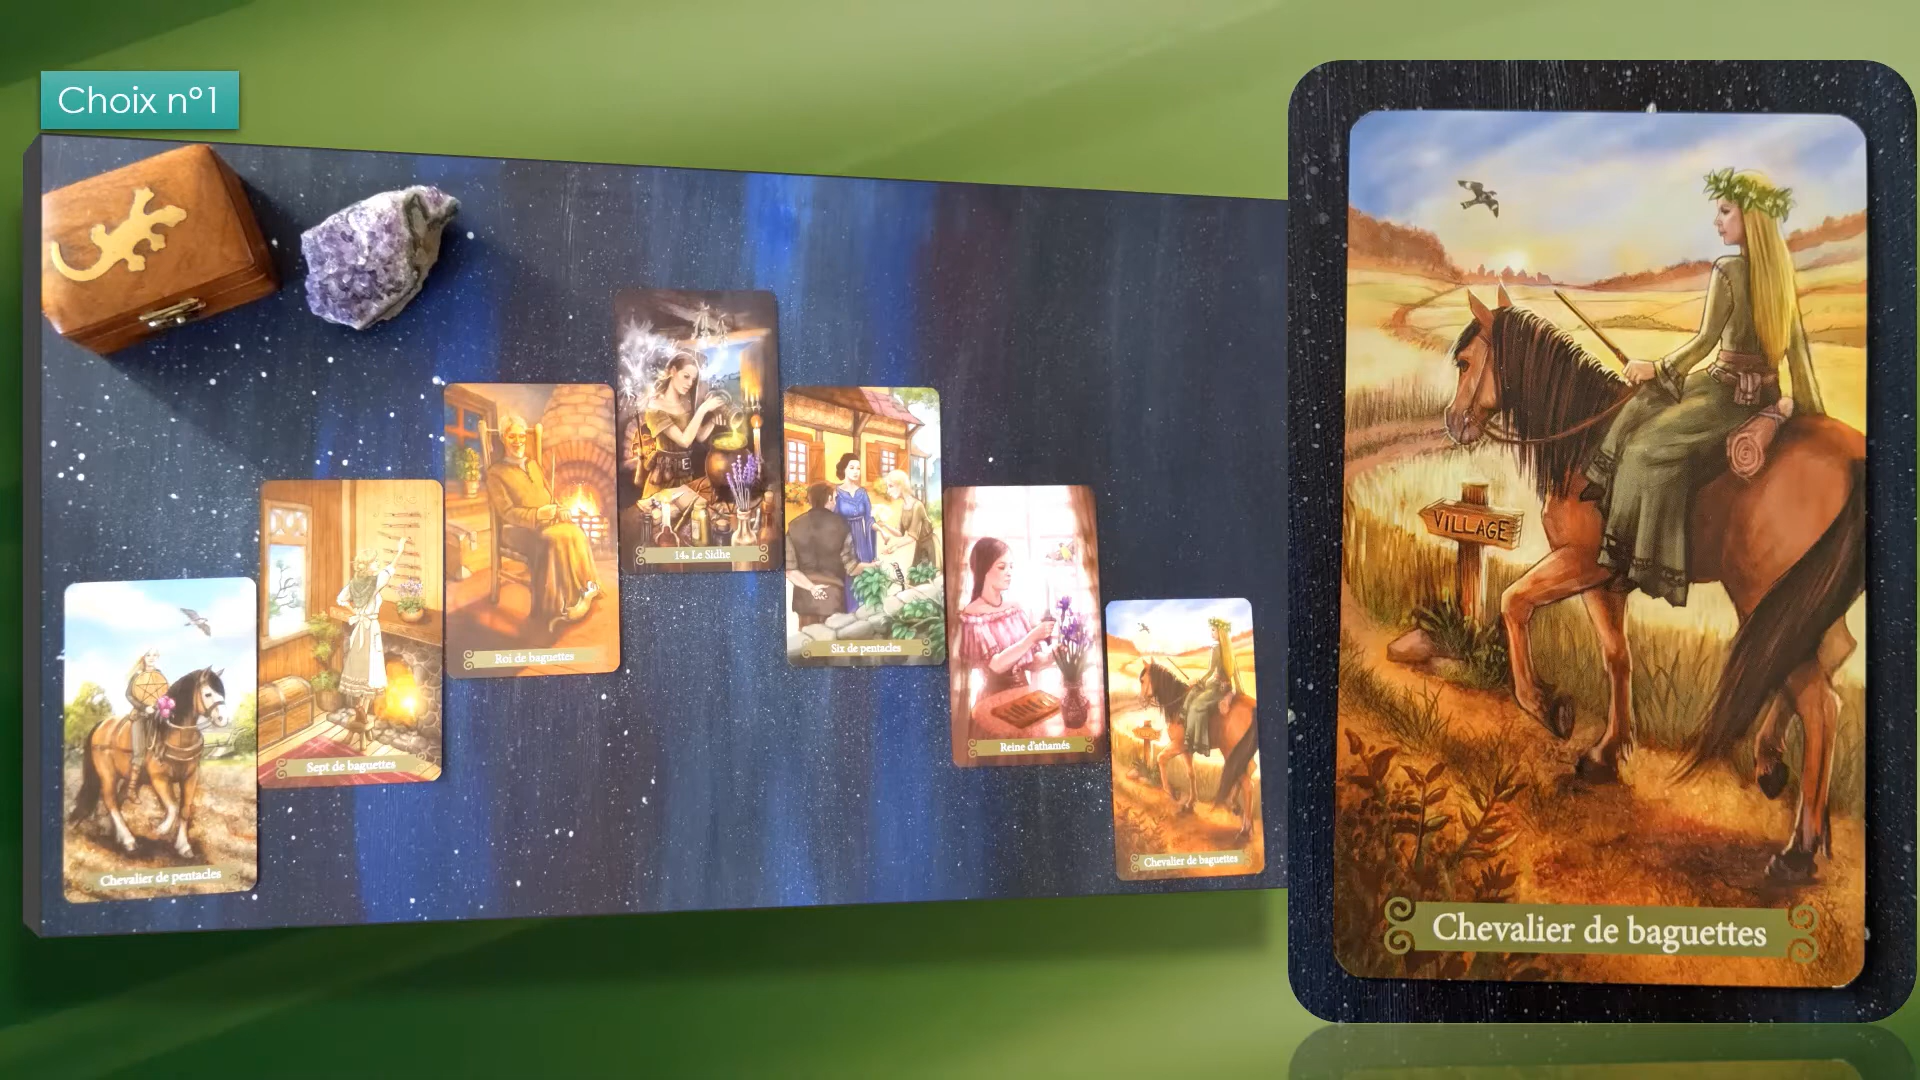 Choix n°1
Chevalier de pentacles
Sept de baguettes
Roi de baguettes
14. Le Sidhe
Six de pentacles
Reine d'athamés
Chevalier de baguettes
VILLAGE
Chevalier de baguettes